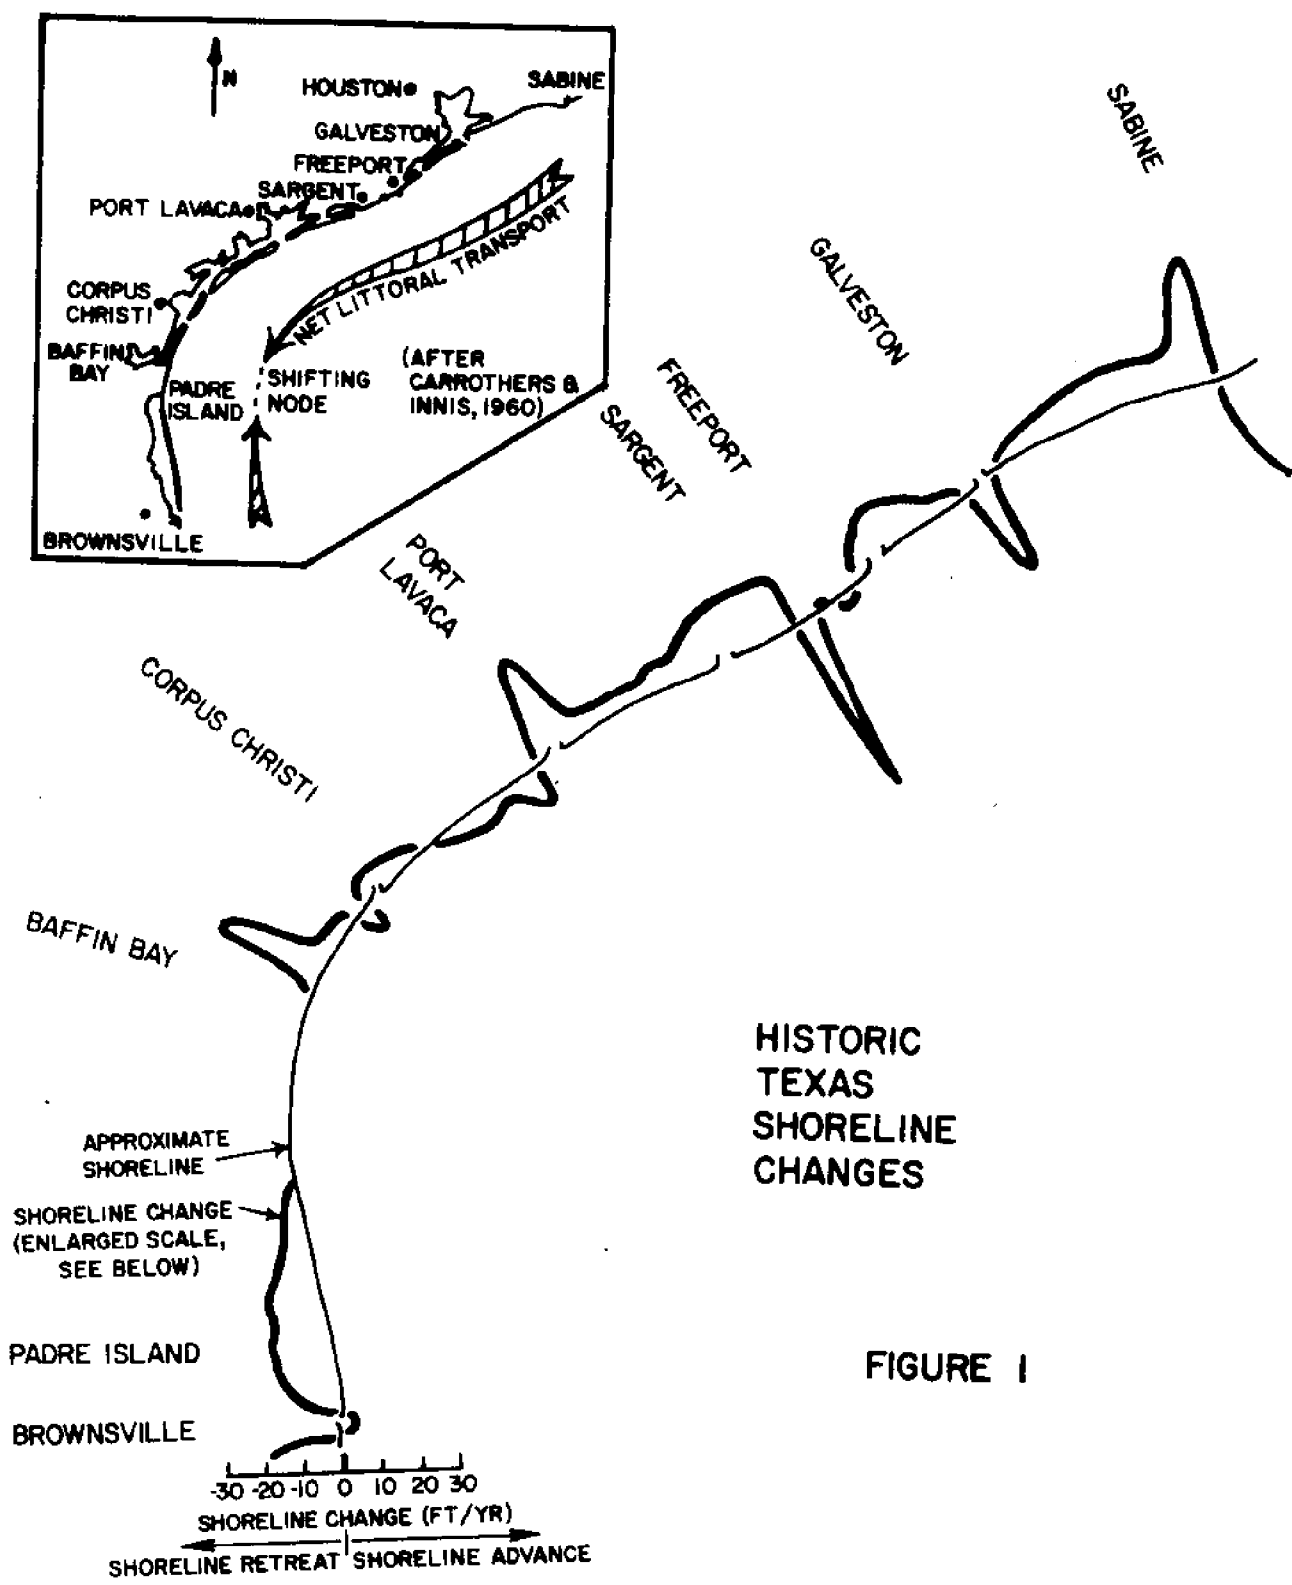 N
HOUSTON
SABINE
GALVESTON
FREEPORT
SARGENT
PORT LAVACA
NET LITTORAL TRANSPORT
CORPUS
CHRISTI
BAFFIN
BAY
PADRE
ISLAND
SHIFTING
NODE
(AFTER
CARROTHERS &
INNIS, 1960)
BROWNSVILLE
SABINE
GALVESTON
FREEPORT
SARGENT
PORT
LAVACA
CORPUS CHRISTI
BAFFIN BAY
HISTORIC
TEXAS
SHORELINE
CHANGES
APPROXIMATE
SHORELINE
SHORELINE CHANGE
(ENLARGED SCALE,
SEE BELOW)
PADRE ISLAND
FIGURE 1
BROWNSVILLE
-30 -20 -10 0 10 20 30
SHORELINE CHANGE (FT/YR)
SHORELINE RETREAT SHORELINE ADVANCE